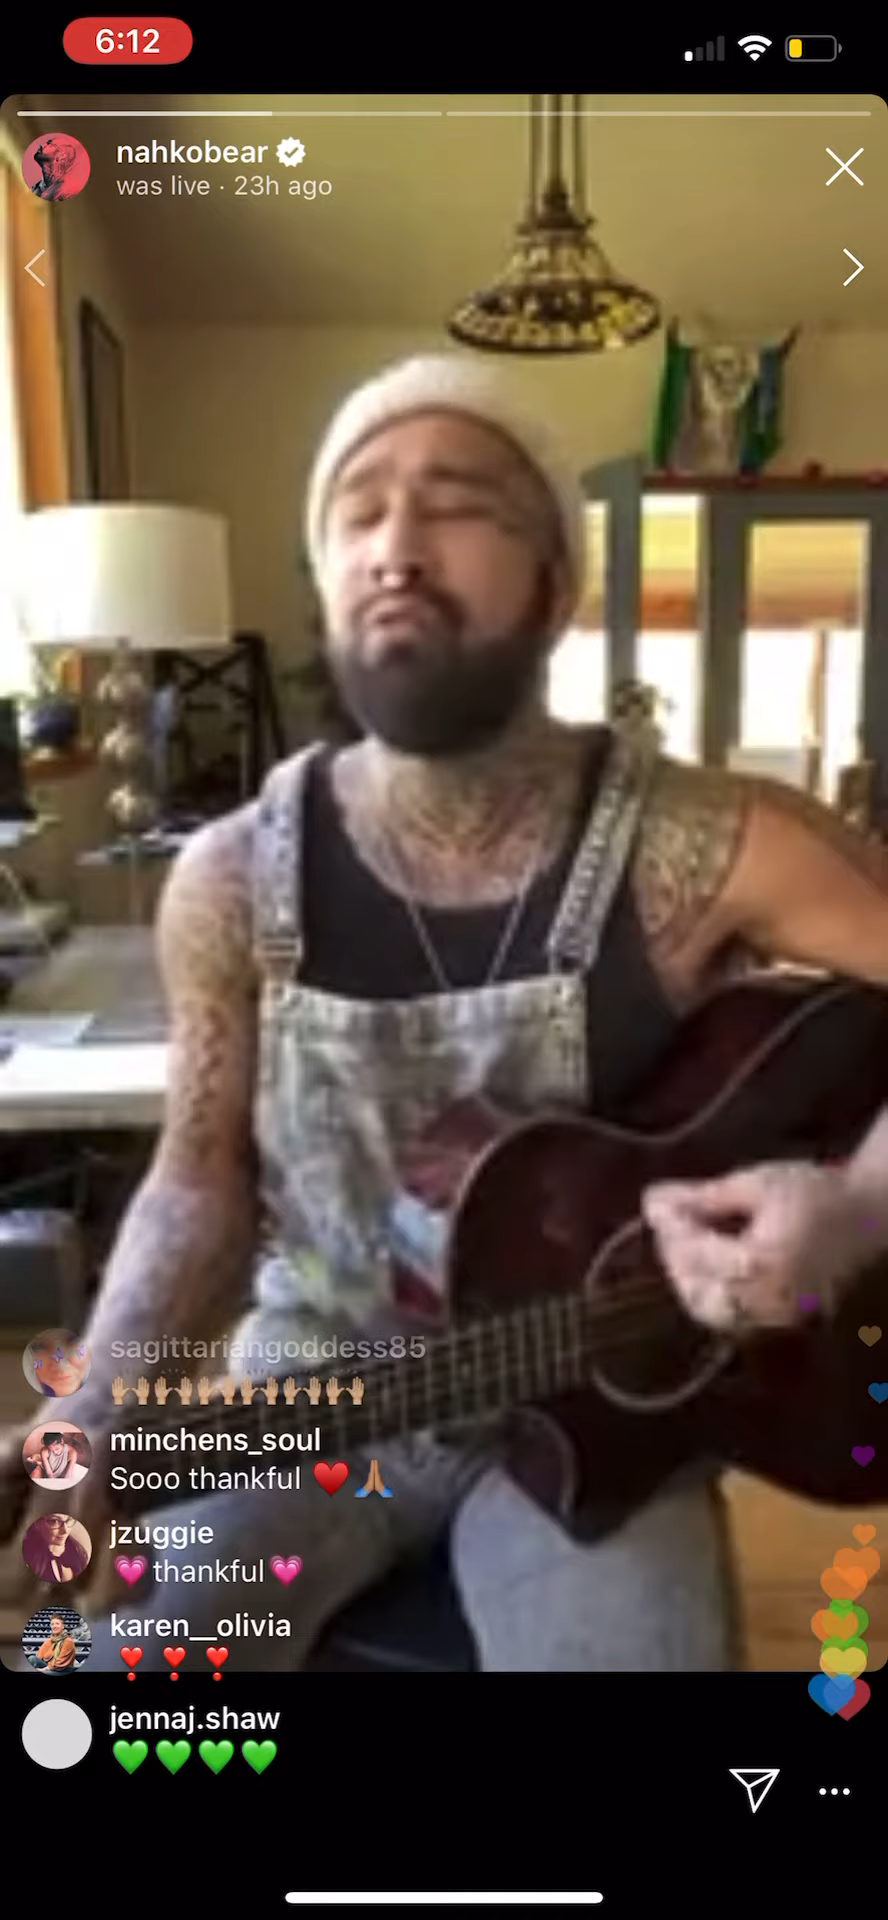 6:12
nahkobear
was live · 23h ago
sagittariangoddess85
🙌🏽🙌🏽🙌🏽🙌🏽🙌🏽🙌🏽
minchens_soul
Sooo thankful ♥️🙏🏽
jzuggie
💗thankful💗
karen__olivia
❣️❣️❣️
jennaj.shaw
💚💚💚💚